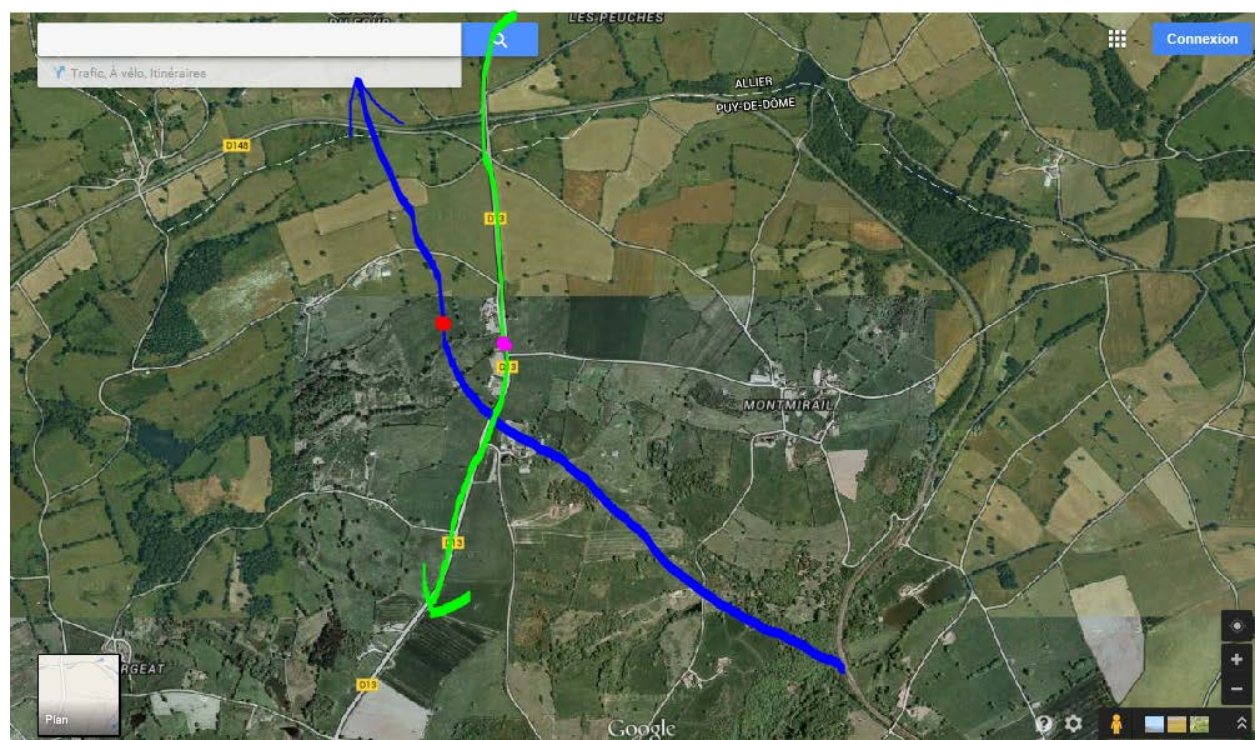 LES-PEUCHES
Connexion
Trafic, À vélo, Itinéraires
ALLIER
PUY-DE-DÔME
D148
D13
D13
MONTMIRAIL
D13
D13
Plan
Google